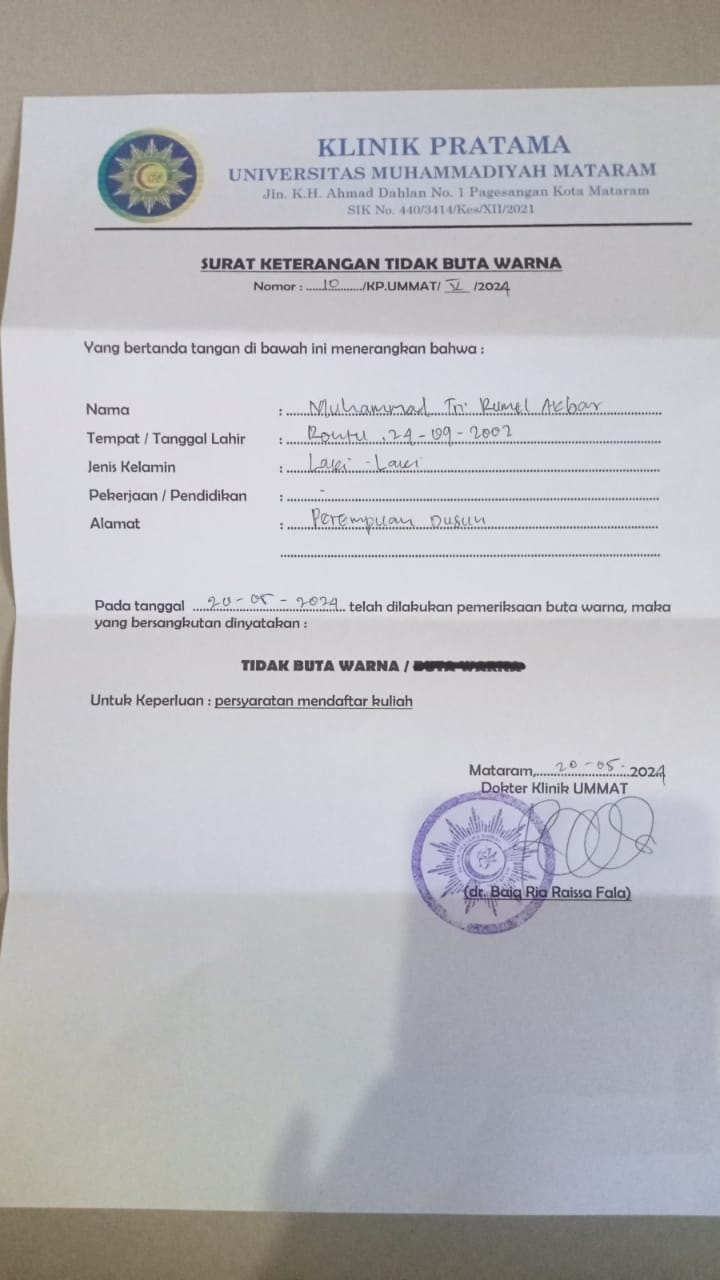 KLINIK PRATAMA
UNIVERSITAS MUHAMMADIYAH MATARAM
Jln. K.H. Ahmad Dahlan No. 1 Pagesangan Kota Mataram
SIK No. 440/3414/Kes/XII/2021
SURAT KETERANGAN TIDAK BUTA WARNA
Nomor : ......10......./KP.UMMAT/ V /2024
Yang bertanda tangan di bawah ini menerangkan bahwa :
Nama : Muhammad Tri Akbar
Tempat / Tanggal Lahir : 24-09-2002
Jenis Kelamin : Laki-Laki
Pekerjaan / Pendidikan : -
Alamat : Perempuan Dusun
Pada tanggal 20-05-2024 telah dilakukan pemeriksaan buta warna, maka
yang bersangkutan dinyatakan :
TIDAK BUTA WARNA / BUTA WARNA
Untuk Keperluan : persyaratan mendaftar kuliah
Mataram, 20-05-2024
Dokter Klinik UMMAT
(dr. Baiq Ria Raissa Fala)